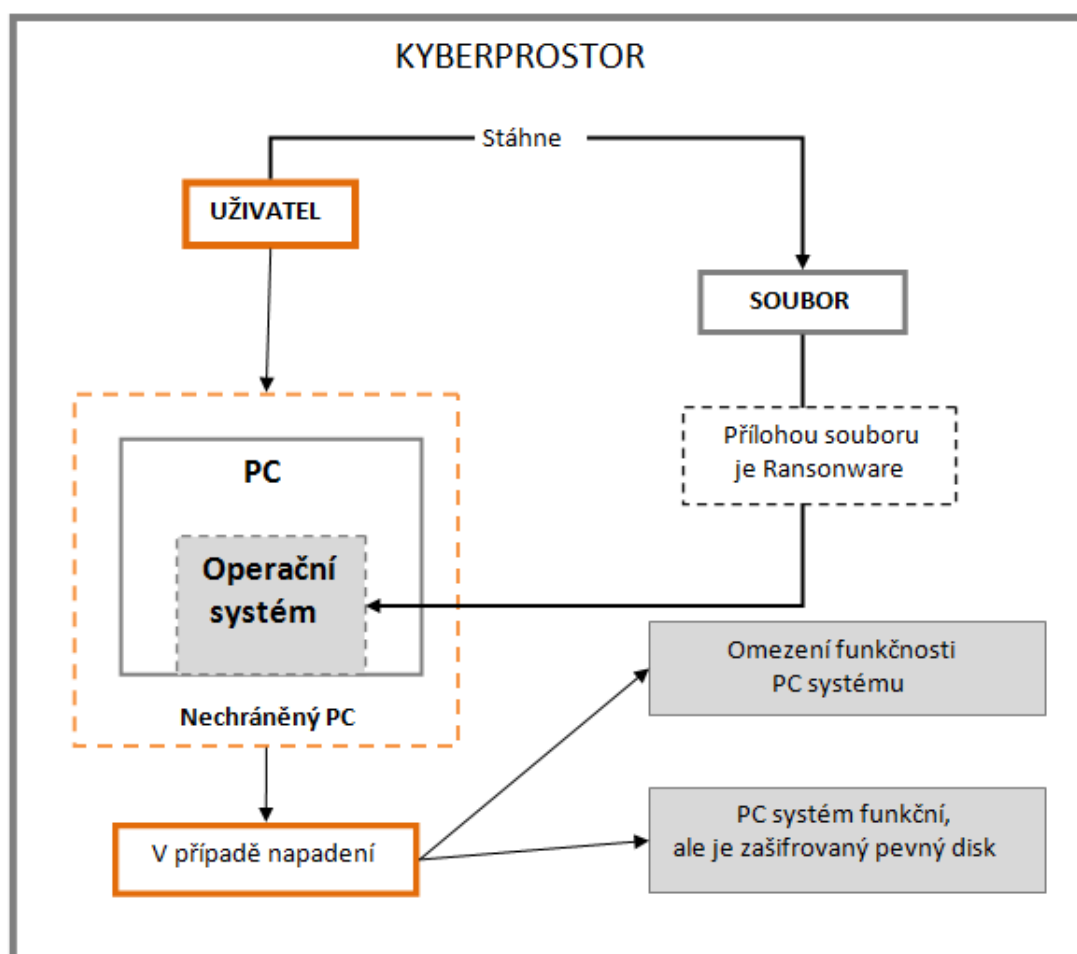 KYBERPROSTOR
Stáhne
UŽIVATEL
SOUBOR
Přílohou souboru
je Ransonware
PC
Operační
systém
Nechráněný PC
Omezení funkčnosti
PC systému
V případě napadení
PC systém funkční,
ale je zašifrovaný pevný disk